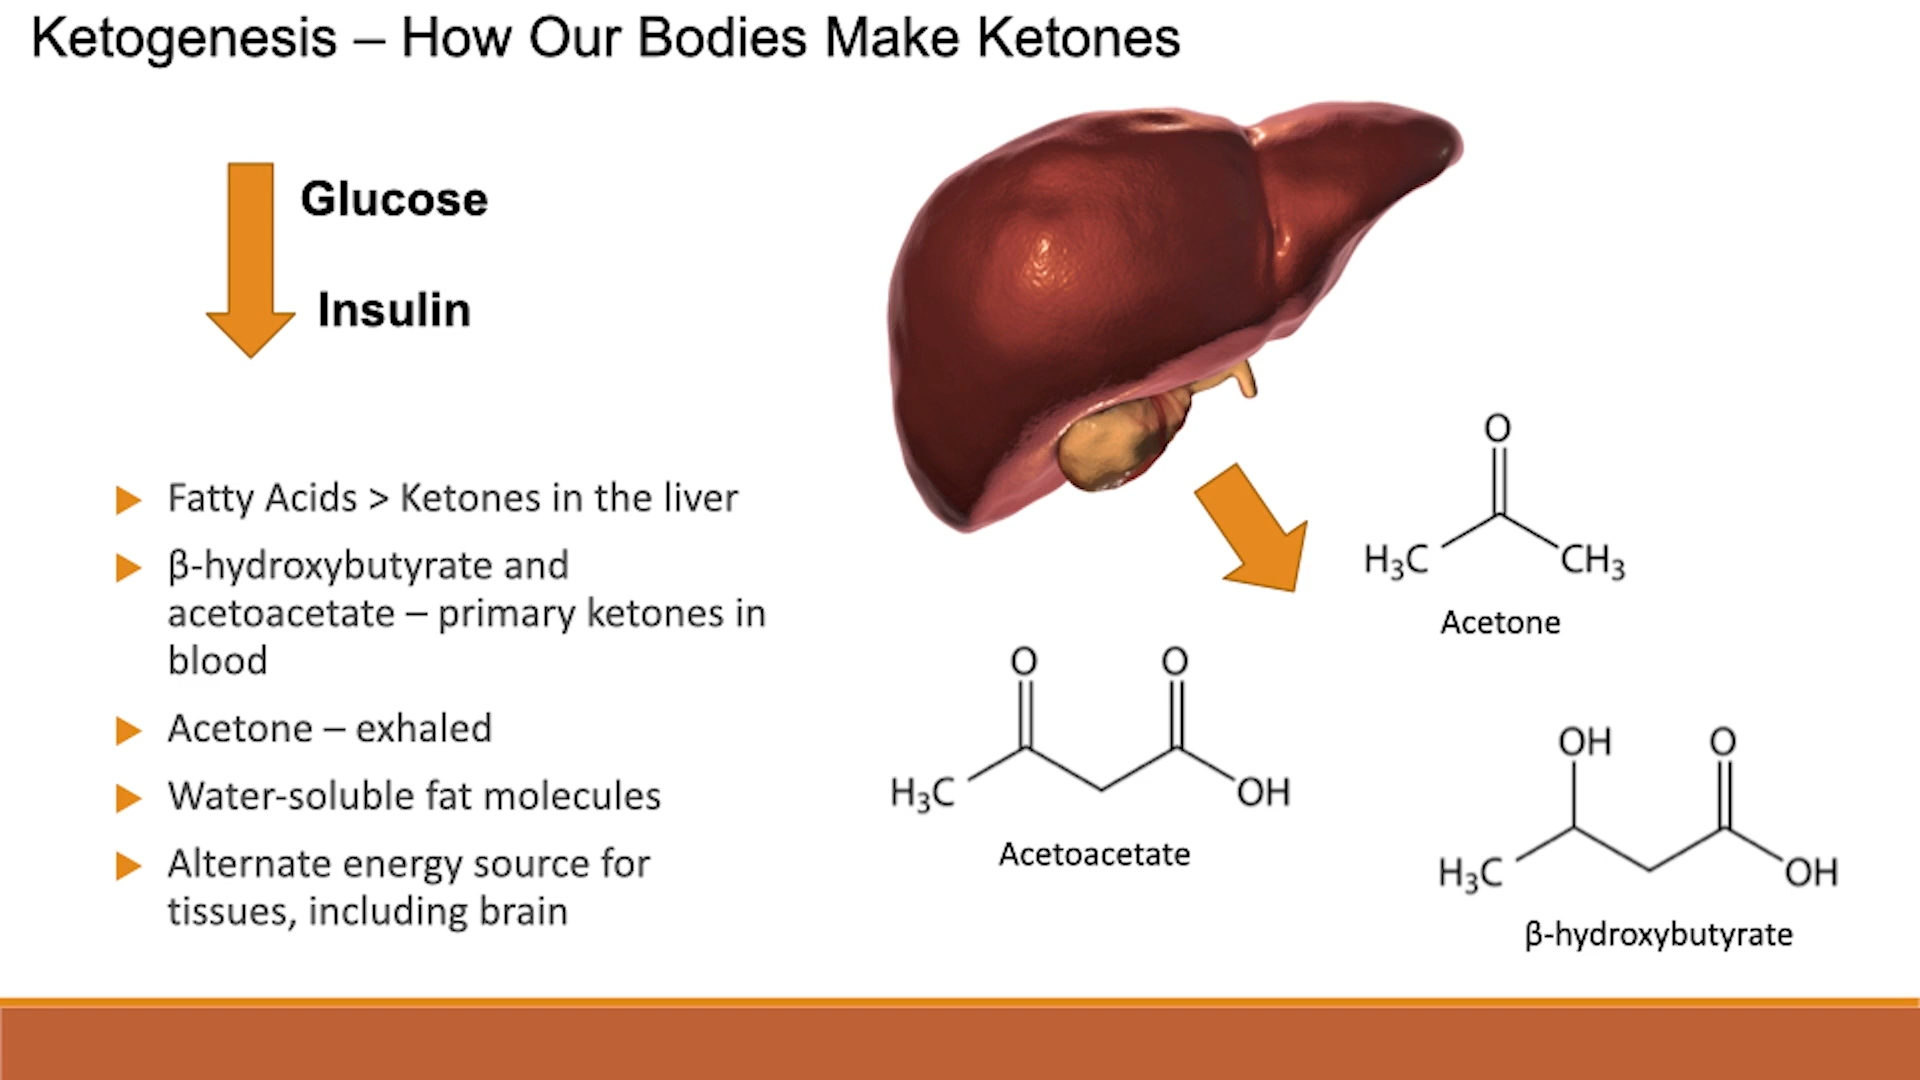 Ketogenesis – How Our Bodies Make Ketones
Glucose
Insulin
Fatty Acids > Ketones in the liver
β-hydroxybutyrate and
acetoacetate – primary ketones in
blood
Acetone – exhaled
Water-soluble fat molecules
Alternate energy source for
tissues, including brain
O
H₃C CH₃
Acetone
O O
H₃C OH
Acetoacetate
OH O
H₃C OH
β-hydroxybutyrate